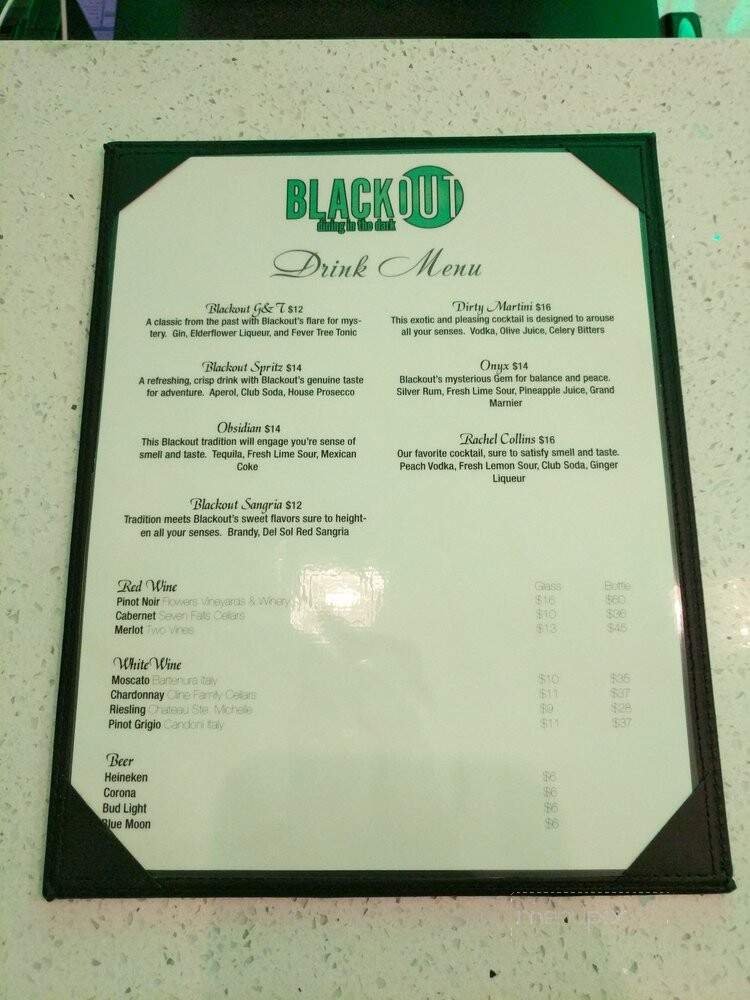 BLACKOUT
dining in the dark
Drink Menu
Blackout G&T $12
A classic from the past with Blackout's flare for mys-
tery. Gin, Elderflower Liqueur, and Fever Tree Tonic
Blackout Spritz $14
A refreshing, crisp drink with Blackout's genuine taste
for adventure. Aperol, Club Soda, House Prosecco
Obsidian $14
This Blackout tradition will engage you're sense of
smell and taste. Tequila, Fresh Lime Sour, Mexican
Coke
Blackout Sangria $12
Tradition meets Blackout's sweet flavors sure to height-
en all your senses. Brandy, Del Sol Red Sangria
Dirty Martini $16
This exotic and pleasing cocktail is designed to arouse
all your senses. Vodka, Olive Juice, Celery Bitters
Onyx $14
Blackout's mysterious Gem for balance and peace.
Silver Rum, Fresh Lime Sour, Pineapple Juice, Grand
Marnier
Rachel Collins $16
Our favorite cocktail, sure to satisfy smell and taste.
Peach Vodka, Fresh Lemon Sour, Club Soda, Ginger
Liqueur
Red Wine Glass Bottle
Pinot Noir Flowers Vineyards & Winery $16 $60
Cabernet Seven Falls Cellars $10 $36
Merlot Two Vines $13 $45
White Wine
Moscato Bartenura Italy $10 $35
Chardonnay Cline Family Cellars $11 $37
Riesling Chateau Ste. Michelle $9 $28
Pinot Grigio Candoni Italy $11 $37
Beer
Heineken $6
Corona $6
Bud Light $6
Blue Moon $6